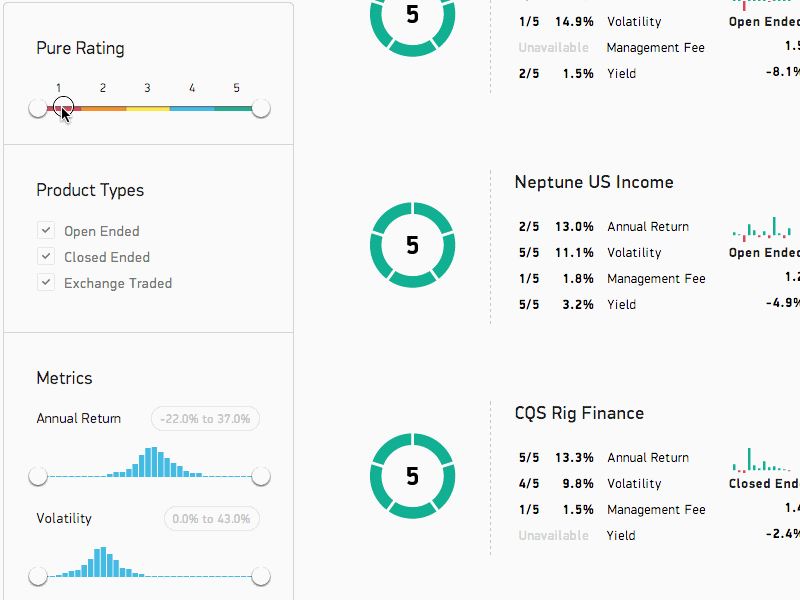 Pure Rating
1 2 3 4 5
Product Types
Open Ended
Closed Ended
Exchange Traded
Metrics
Annual Return -22.0% to 37.0%
Volatility 0.0% to 43.0%
5
1/5 14.9% Volatility
Unavailable Management Fee
2/5 1.5% Yield
Open Ended
1.5
-8.1%
Neptune US Income
5
2/5 13.0% Annual Return
5/5 11.1% Volatility
1/5 1.8% Management Fee
5/5 3.2% Yield
Open Ended
1.2
-4.9%
CQS Rig Finance
5
5/5 13.3% Annual Return
4/5 9.8% Volatility
1/5 1.5% Management Fee
Unavailable Yield
Closed Ende
1.4
-2.4%